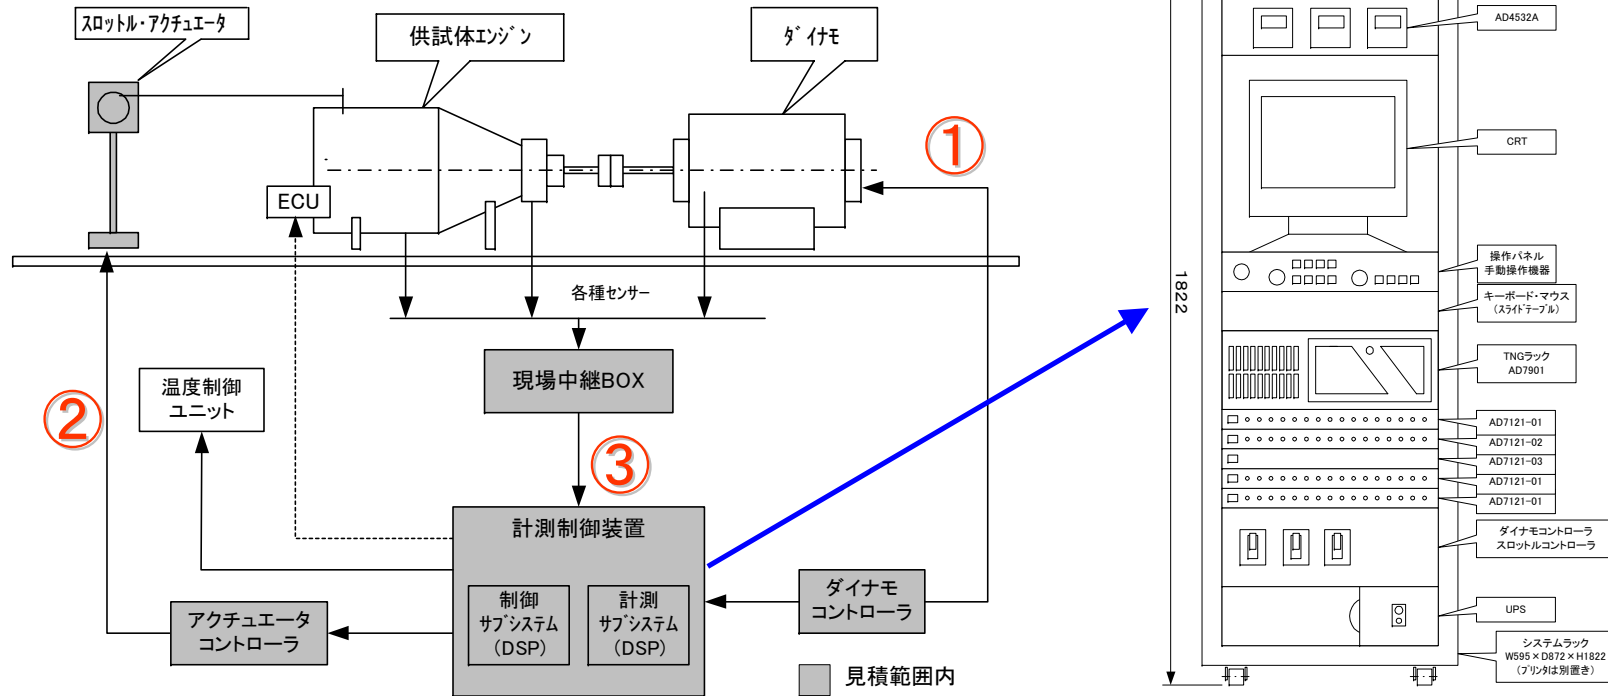 スロットル・アクチュエータ
供試体エンジン
ダイナモ
①
ECU
各種センサー
現場中継BOX
温度制御
ユニット
②
③
計測制御装置
制御
サブシステム
(DSP)
計測
サブシステム
(DSP)
アクチュエータ
コントローラ
ダイナモ
コントローラ
見積範囲内
1822
AD4532A
CRT
操作パネル
手動操作機器
キーボード・マウス
(スライドテーブル)
TNGラック
AD7901
AD7121-01
AD7121-02
AD7121-03
AD7121-01
AD7121-01
ダイナモコントローラ
スロットルコントローラ
UPS
システムラック
W595×D872×H1822
(プリンタは別置き)